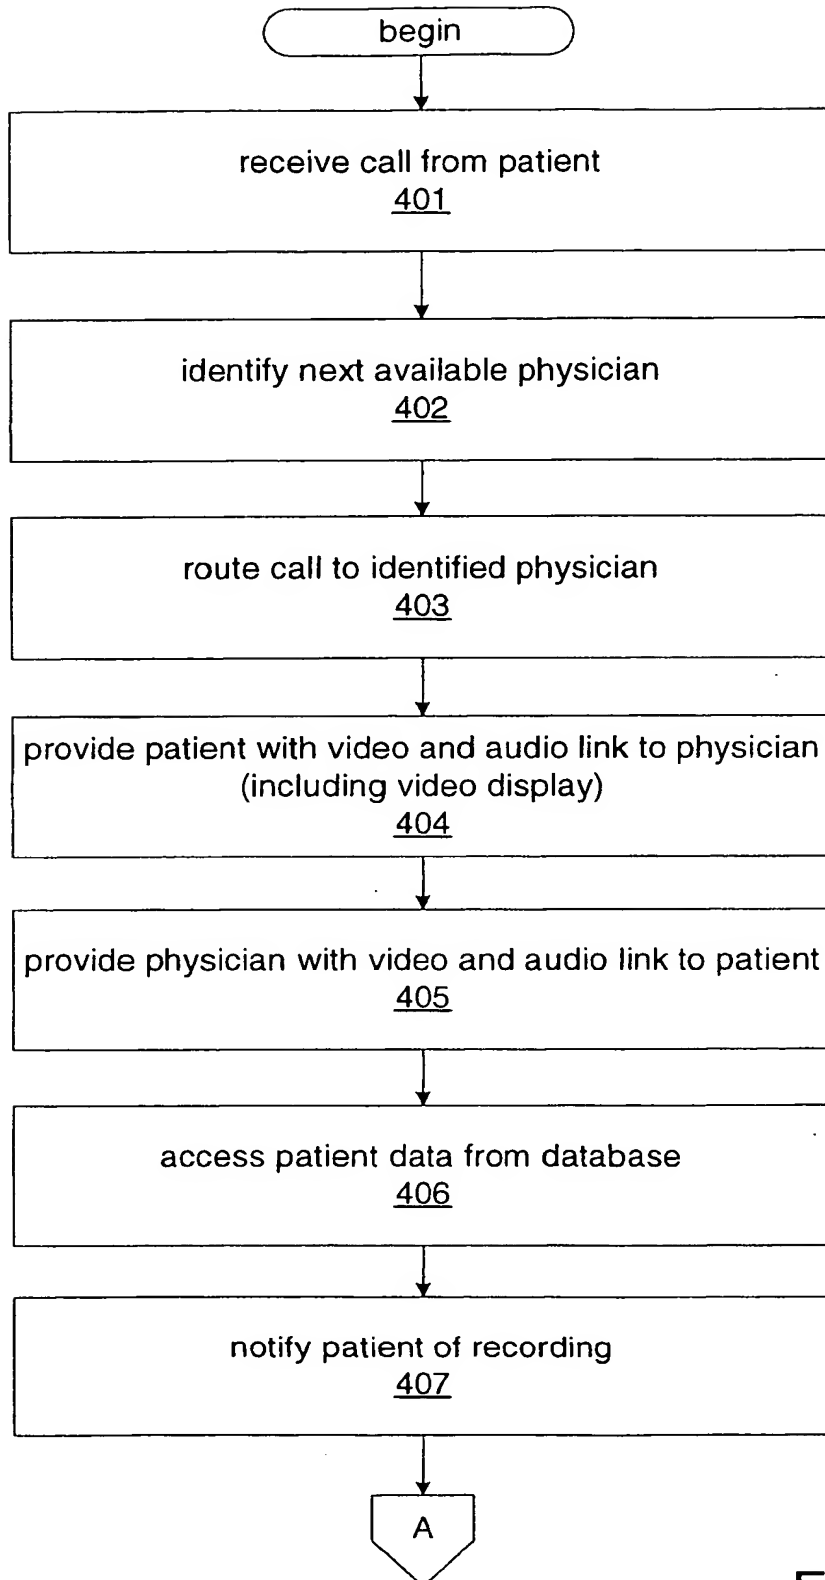 begin
receive call from patient
401
identify next available physician
402
route call to identified physician
403
provide patient with video and audio link to physician
(including video display)
404
provide physician with video and audio link to patient
405
access patient data from database
406
notify patient of recording
407
A